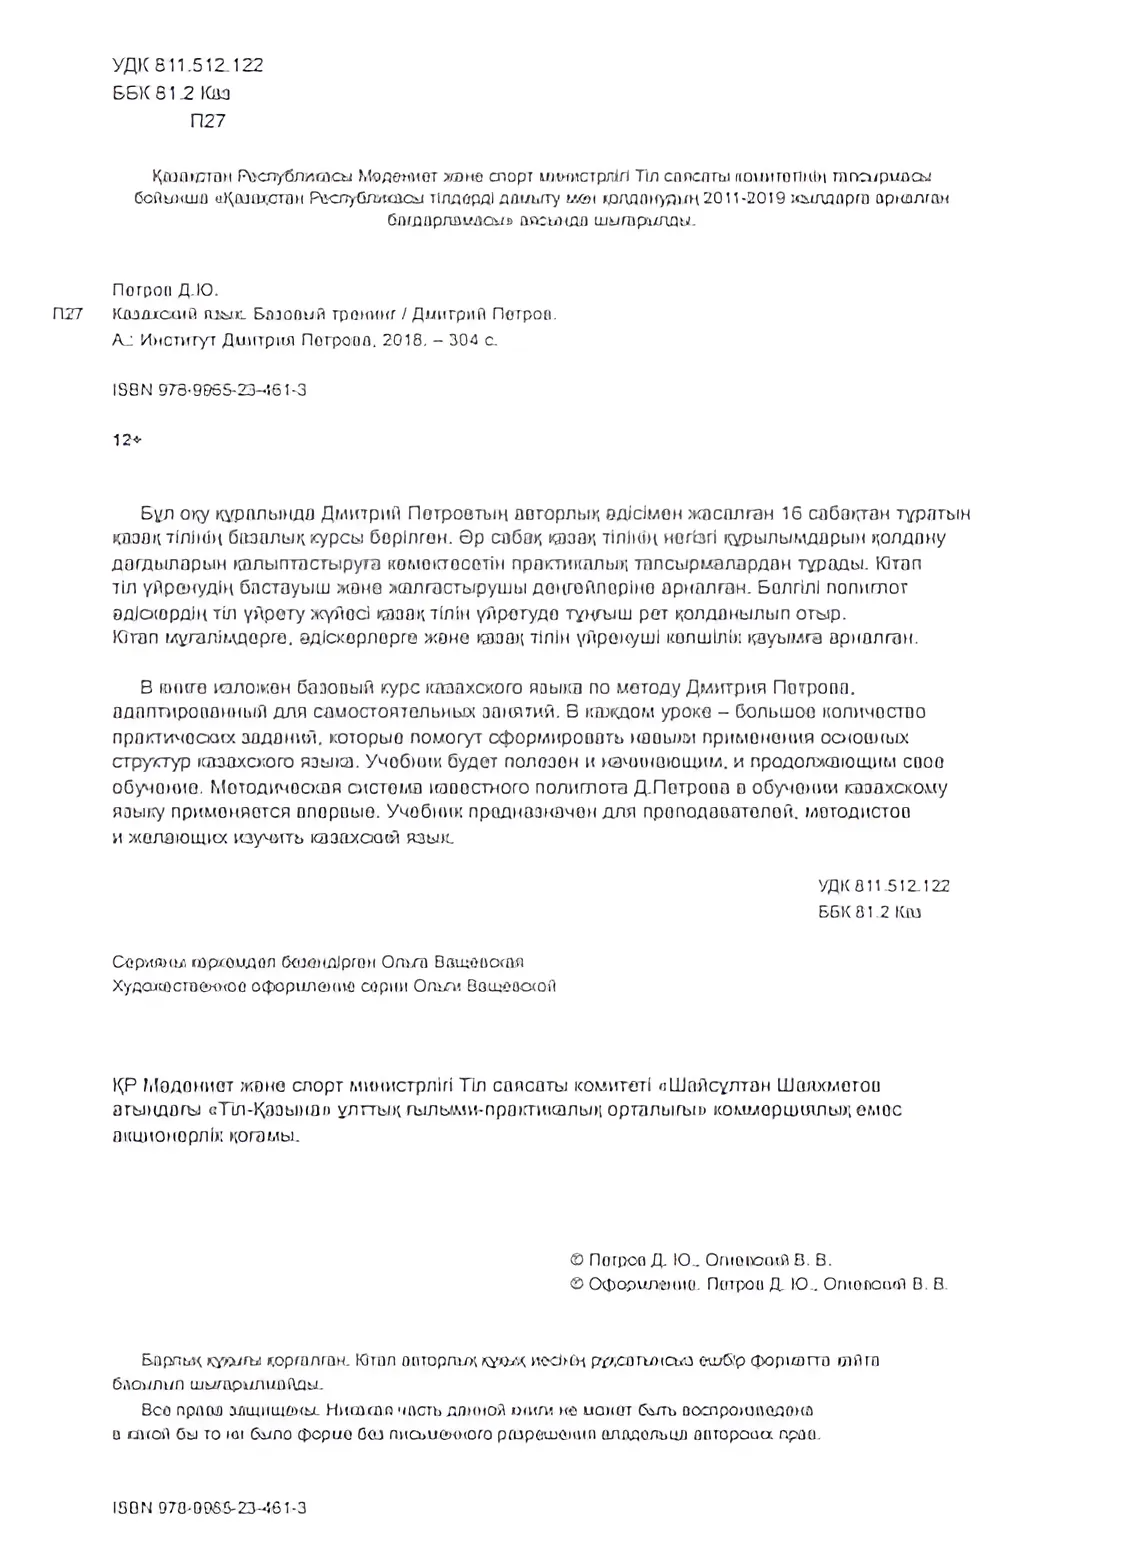 УДК 811.512.122
ББК 81.2 Каз
П27
Қазақстан Республикасы Мәдениет және спорт министрлігі Тіл саясаты комитетінің тапсырмасы
бойынша «Қазақстан Республикасы тілдерді дамыту мен қолданудың 2011-2019 жылдарға арналған
бағдарламасы» аясында шығарылды.
Петров Д.Ю.
П27 Казахский язык. Базовый тренинг / Дмитрий Петров.
А.: Институт Дмитрия Петрова, 2018. – 304 с.
ISBN 978-9965-23-461-3
12+
Бұл оқу құралында Дмитрий Петровтың авторлық әдісімен жасалған 16 сабақтан тұратын
қазақ тілінің базалық курсы берілген. Әр сабақ қазақ тілінің негізгі құрылымдарын қолдану
дағдыларын қалыптастыруға көмектесетін практикалық тапсырмалардан тұрады. Кітап
тіл үйренудің бастауыш және жалғастырушы деңгейлеріне арналған. Белгілі полиглот
әдіскердің тіл үйрету жүйесі қазақ тілін үйретуде тұңғыш рет қолданылып отыр.
Кітап мұғалімдерге, әдіскерлерге және қазақ тілін үйренуші көпшілік қауымға арналған.
В книге изложен базовый курс казахского языка по методу Дмитрия Петрова,
адаптированный для самостоятельных занятий. В каждом уроке – большое количество
практических заданий, которые помогут сформировать навыки применения основных
структур казахского языка. Учебник будет полезен и начинающим, и продолжающим свое
обучение. Методическая система известного полиглота Д.Петрова в обучении казахскому
языку применяется впервые. Учебник предназначен для преподавателей, методистов
и желающих изучить казахский язык.
УДК 811.512.122
ББК 81.2 Каз
Серияны көркемдеп безендірген Ольга Ващевская
Художественное оформление серии Ольги Ващевской
ҚР Мәдениет және спорт министрлігі Тіл саясаты комитеті «Шайсұлтан Шаяхметов
атындағы «Тіл-Қазына» ұлттық ғылыми-практикалық орталығы» коммерциялық емес
акционерлік қоғамы.
© Петров Д. Ю., Огневский В. В.
© Оформление. Петров Д. Ю., Огневский В. В.
Барлық құқығы қорғалған. Кітап авторлық құқық иесінің рұқсатынсыз ешбір форматта қайта
басылып шығарылмайды.
Все права защищены. Никакая часть данной книги не может быть воспроизведена
в какой бы то ни было форме без письменного разрешения владельца авторских прав.
ISBN 978-9965-23-461-3